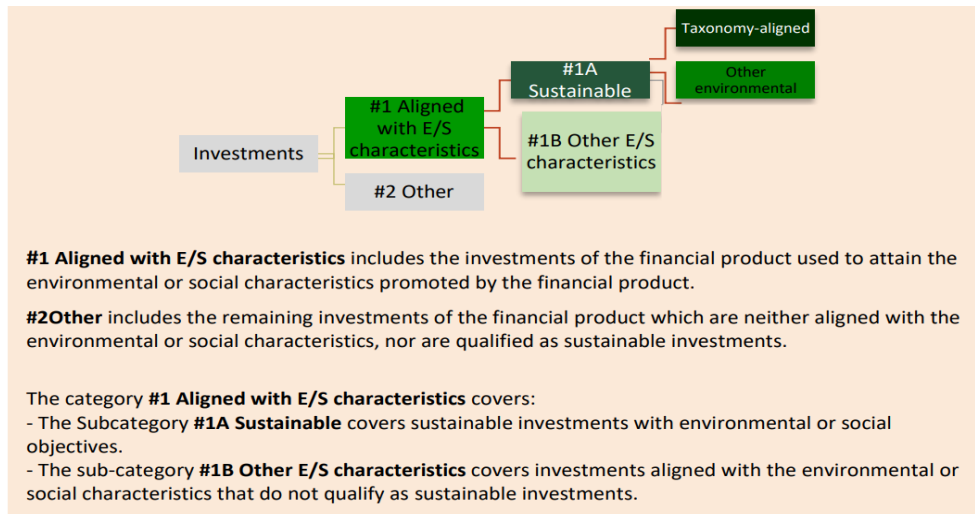 Taxonomy-aligned
#1A
Sustainable
Other
environmental
#1 Aligned
with E/S
characteristics
#1B Other E/S
characteristics
Investments
#2 Other
#1 Aligned with E/S characteristics includes the investments of the financial product used to attain the
environmental or social characteristics promoted by the financial product.
#2Other includes the remaining investments of the financial product which are neither aligned with the
environmental or social characteristics, nor are qualified as sustainable investments.
The category #1 Aligned with E/S characteristics covers:
- The Subcategory #1A Sustainable covers sustainable investments with environmental or social
objectives.
- The sub-category #1B Other E/S characteristics covers investments aligned with the environmental or
social characteristics that do not qualify as sustainable investments.